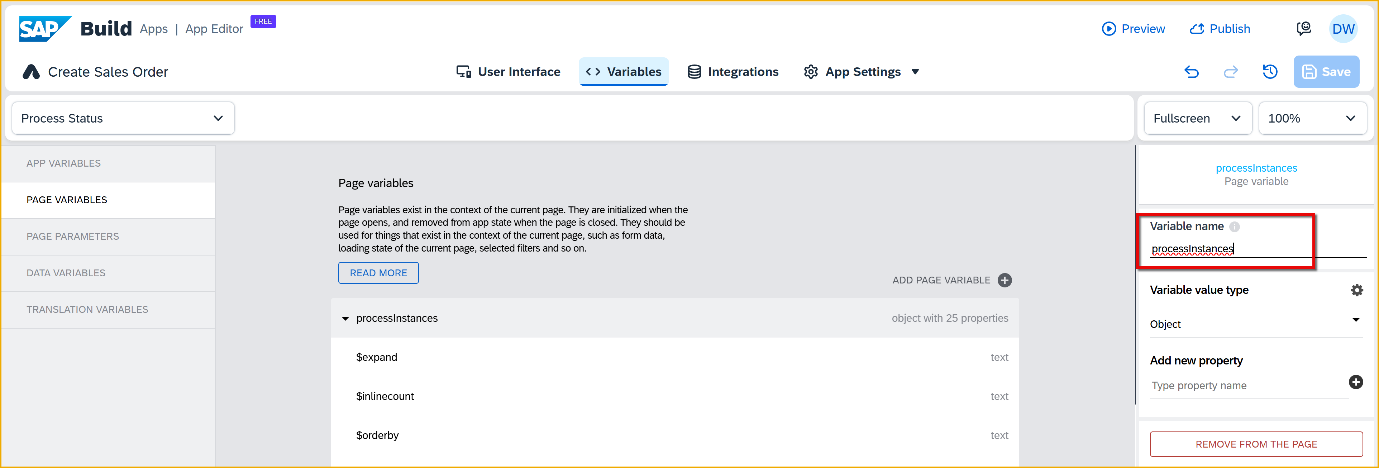 SAP Build Apps | App Editor FREE
Preview
Publish
DW
Create Sales Order
User Interface
<> Variables
Integrations
App Settings
Save
Process Status
Fullscreen
100%
APP VARIABLES
PAGE VARIABLES
PAGE PARAMETERS
DATA VARIABLES
TRANSLATION VARIABLES
Page variables
Page variables exist in the context of the current page. They are initialized when the
page opens, and removed from app state when the page is closed. They should be
used for things that exist in the context of the current page, such as form data,
loading state of the current page, selected filters and so on.
READ MORE
ADD PAGE VARIABLE
processInstances object with 25 properties
$expand text
$inlinecount text
$orderby text
processInstances
Page variable
Variable name
processInstances
Variable value type
Object
Add new property
Type property name
REMOVE FROM THE PAGE